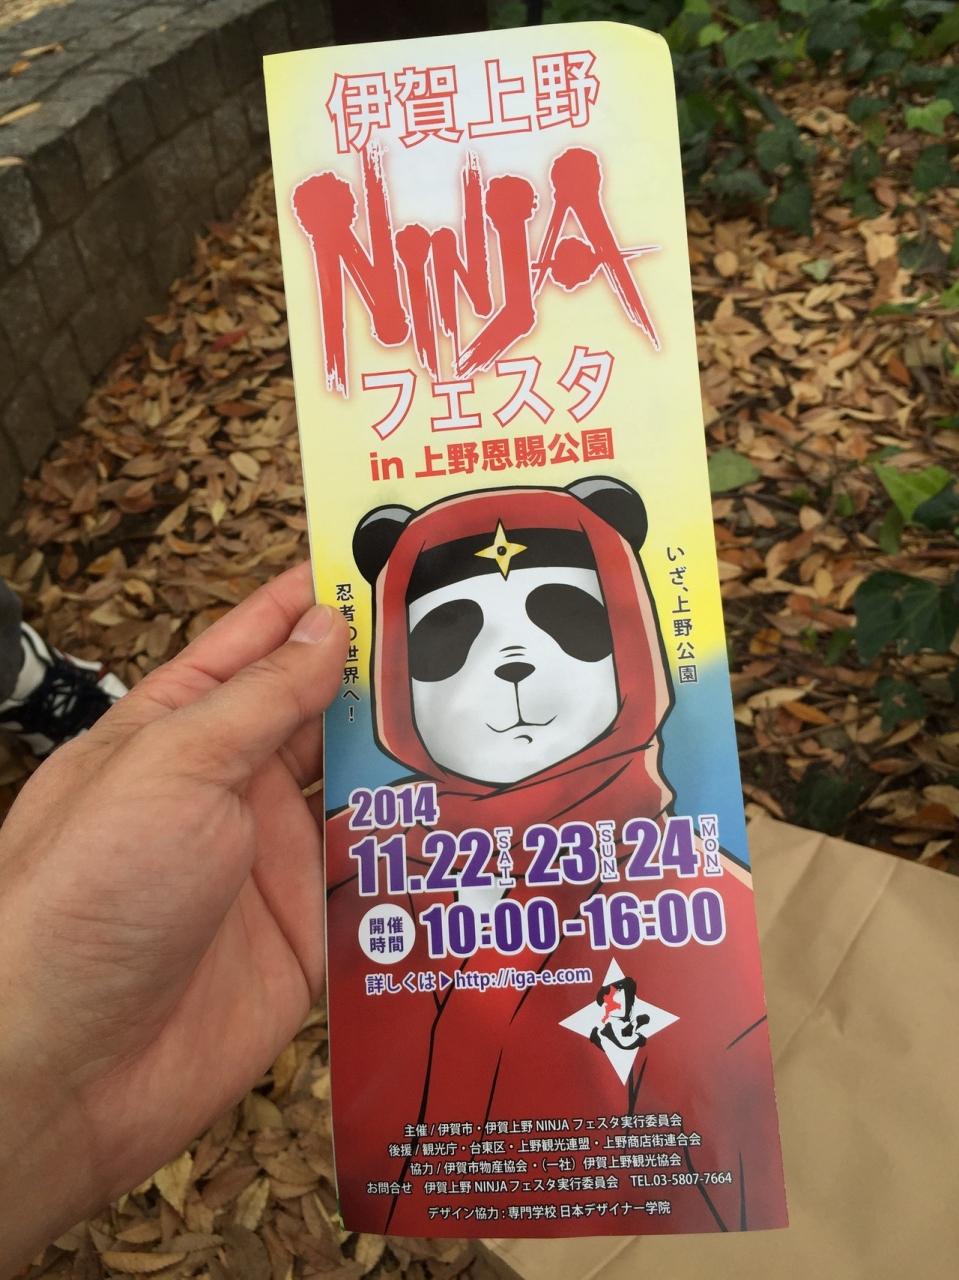 伊賀上野
NINJA
フェスタ
in 上野恩賜公園
いざ、上野公園
忍者の世界へ!
2014
11.22[SAT] 23[SUN] 24[MON]
開催時間 10:00-16:00
詳しくは▶http://iga-e.com
忍
主催/伊賀市・伊賀上野NINJAフェスタ実行委員会
後援/観光庁・台東区・上野観光連盟・上野商店街連合会
協力/伊賀市物産協会・(一社)伊賀上野観光協会
お問合せ 伊賀上野NINJAフェスタ実行委員会 TEL.03-5807-7664
デザイン協力:専門学校 日本デザイナー学院